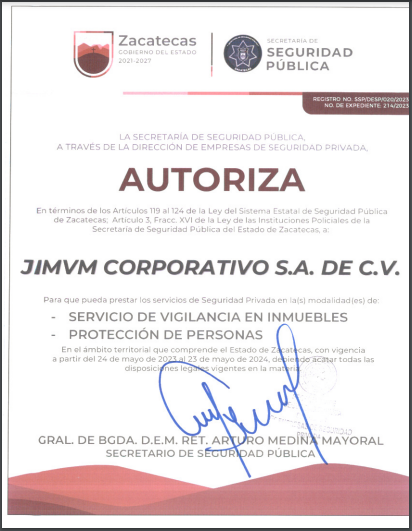 Zacatecas
GOBIERNO DEL ESTADO
2021-2027
SECRETARÍA DE
SEGURIDAD
PÚBLICA
REGISTRO NO: SSP/DESP/020/2023
NO. DE EXPEDIENTE: 214/2023
LA SECRETARÍA DE SEGURIDAD PÚBLICA,
A TRAVÉS DE LA DIRECCIÓN DE EMPRESAS DE SEGURIDAD PRIVADA,
AUTORIZA
En términos de los Artículos 119 al 124 de la Ley del Sistema Estatal de Seguridad Pública
de Zacatecas; Artículo 3, Fracc. XVI de la Ley de las Instituciones Policiales de la
Secretaría de Seguridad Pública del Estado de Zacatecas, a:
JIMVM CORPORATIVO S.A. DE C.V.
Para que pueda prestar los servicios de Seguridad Privada en la(s) modalidad(es) de:
- SERVICIO DE VIGILANCIA EN INMUEBLES
- PROTECCIÓN DE PERSONAS
En el ámbito territorial que comprende el Estado de Zacatecas, con vigencia
a partir del 24 de mayo de 2023 al 23 de mayo de 2024, debiendo acatar todas las
disposiciones legales vigentes en la materia.
GRAL. DE BGDA. D.E.M. RET. ARTURO MEDINA MAYORAL
SECRETARIO DE SEGURIDAD PÚBLICA